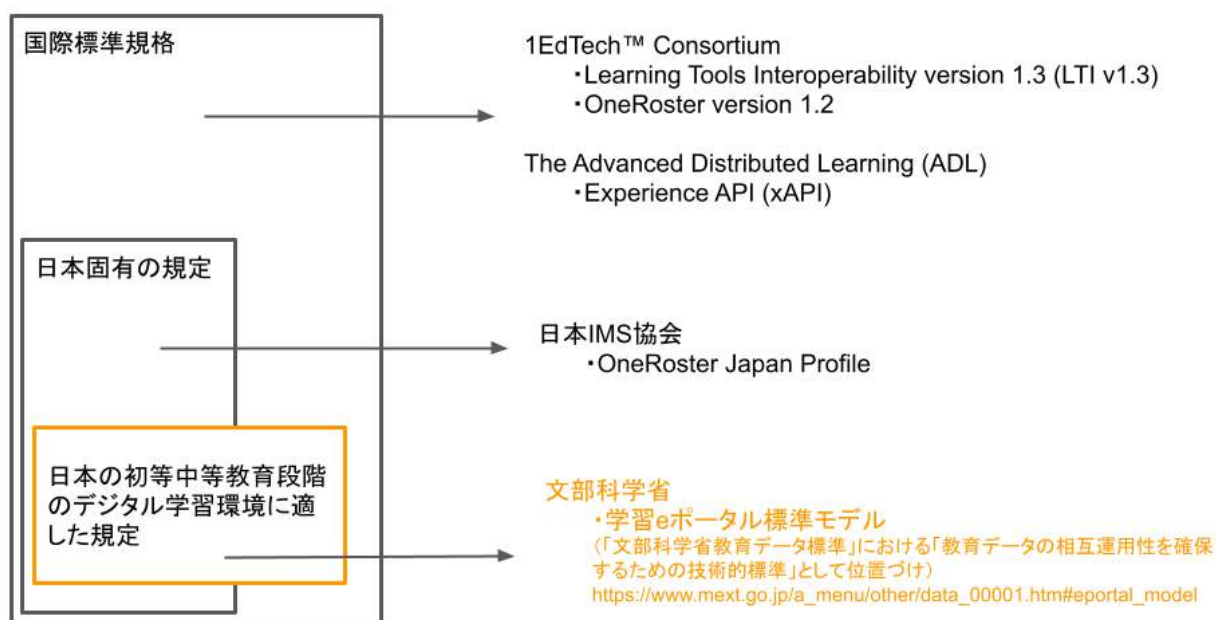 国際標準規格
1EdTech™ Consortium
・Learning Tools Interoperability version 1.3 (LTI v1.3)
・OneRoster version 1.2
The Advanced Distributed Learning (ADL)
・Experience API (xAPI)
日本固有の規定
日本IMS協会
・OneRoster Japan Profile
日本の初等中等教育段階
のデジタル学習環境に適
した規定
文部科学省
・学習eポータル標準モデル
(「文部科学省教育データ標準」における「教育データの相互運用性を確保
するための技術的標準」として位置づけ)
https://www.mext.go.jp/a_menu/other/data_00001.htm#eportal_model